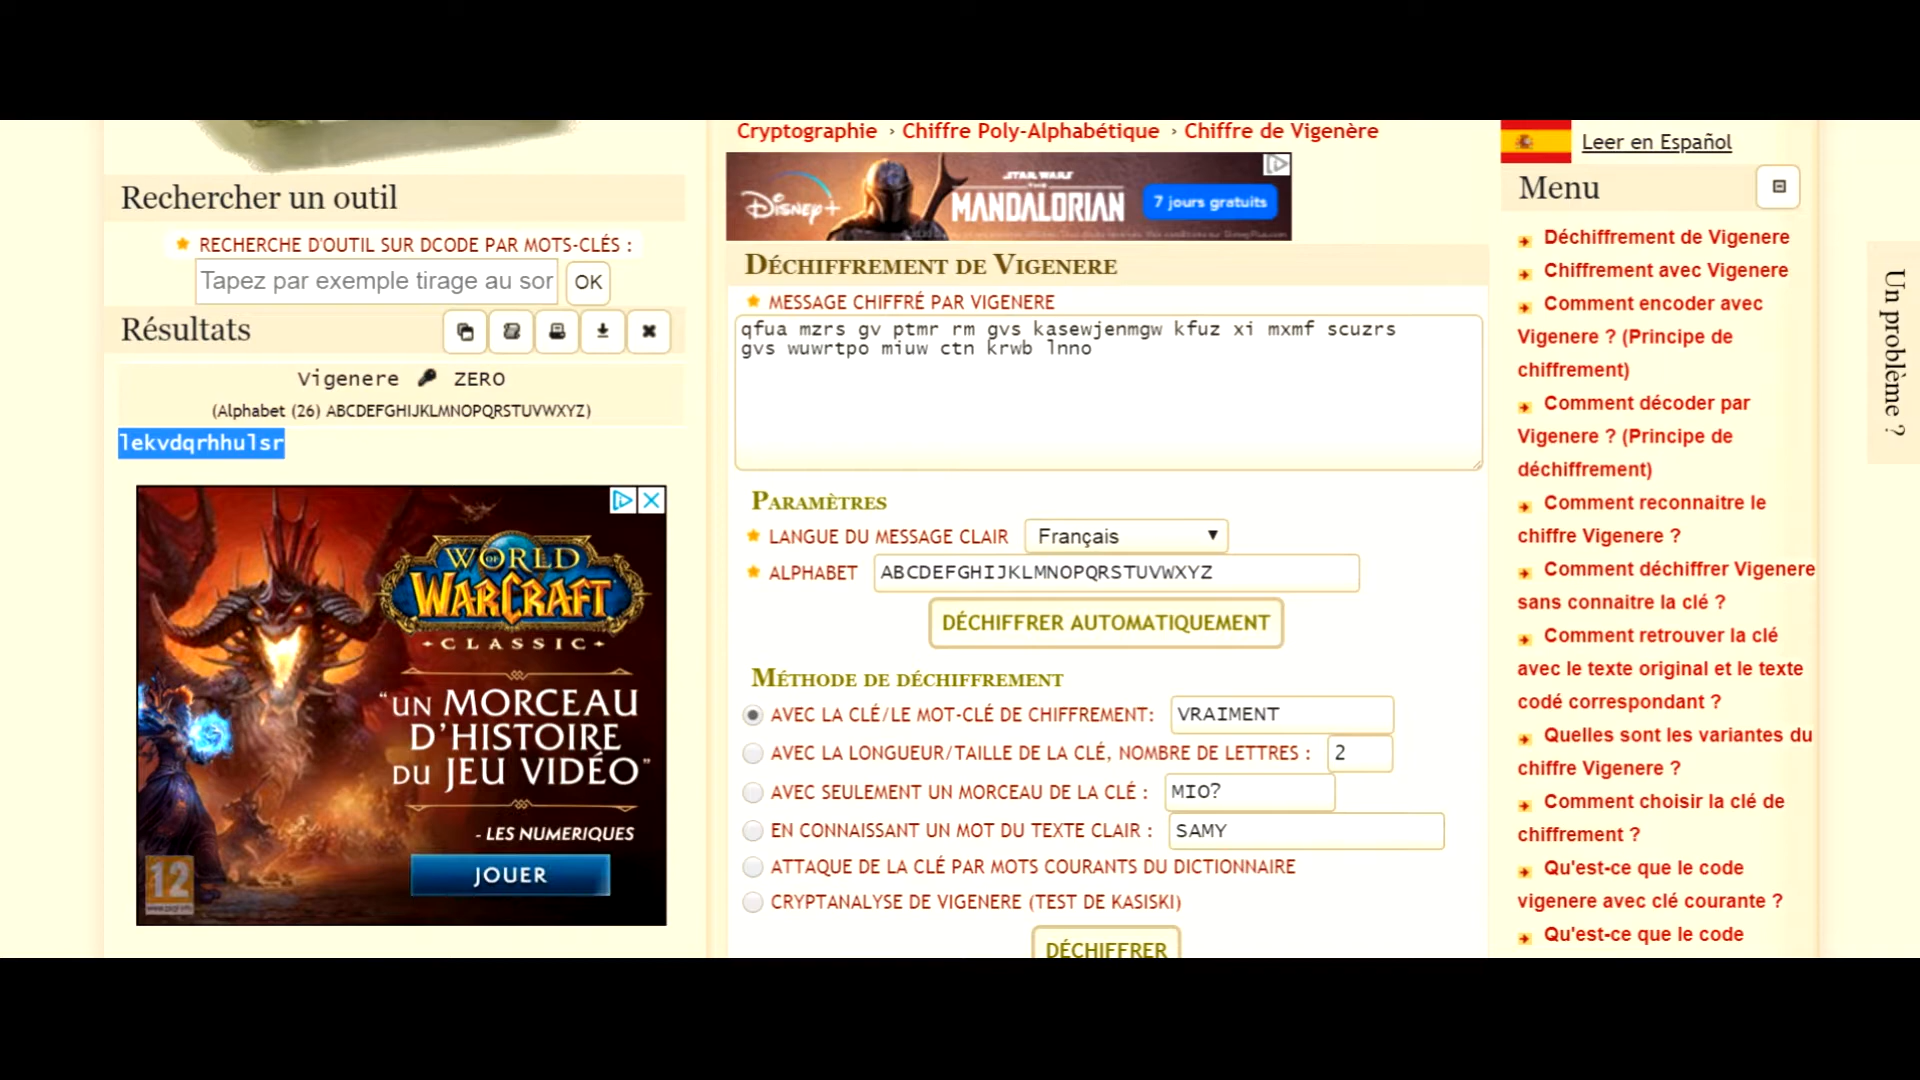 Rechercher un outil
RECHERCHE D'OUTIL SUR DCODE PAR MOTS-CLÉS :
Tapez par exemple tirage au sor
OK
Résultats
Vigenere ZERO
(Alphabet (26) ABCDEFGHIJKLMNOPQRSTUVWXYZ)
lekvdqrhhulsr
WORLD
OF
WARCRAFT
CLASSIC
“UN MORCEAU
D'HISTOIRE
DU JEU VIDÉO”
- LES NUMERIQUES
JOUER
12
Cryptographie › Chiffre Poly-Alphabétique › Chiffre de Vigenère
Disney+
STAR WARS
THE
MANDALORIAN
7 jours gratuits
DÉCHIFFREMENT DE VIGENERE
MESSAGE CHIFFRÉ PAR VIGENERE
qfua mzrs gv ptmr rm gvs kasewjenmgw kfuz xi mxmf scuzrs
gvs wuwrtpo miuw ctn krwb lnno
PARAMÈTRES
LANGUE DU MESSAGE CLAIR Français
ALPHABET ABCDEFGHIJKLMNOPQRSTUVWXYZ
DÉCHIFFRER AUTOMATIQUEMENT
MÉTHODE DE DÉCHIFFREMENT
AVEC LA CLÉ/LE MOT-CLÉ DE CHIFFREMENT: VRAIMENT
AVEC LA LONGUEUR/TAILLE DE LA CLÉ, NOMBRE DE LETTRES : 2
AVEC SEULEMENT UN MORCEAU DE LA CLÉ : MIO?
EN CONNAISSANT UN MOT DU TEXTE CLAIR : SAMY
ATTAQUE DE LA CLÉ PAR MOTS COURANTS DU DICTIONNAIRE
CRYPTANALYSE DE VIGENERE (TEST DE KASISKI)
DÉCHIFFRER
Leer en Español
Menu
Déchiffrement de Vigenere
Chiffrement avec Vigenere
Comment encoder avec
Vigenere ? (Principe de
chiffrement)
Comment décoder par
Vigenere ? (Principe de
déchiffrement)
Comment reconnaitre le
chiffre Vigenere ?
Comment déchiffrer Vigenere
sans connaitre la clé ?
Comment retrouver la clé
avec le texte original et le texte
codé correspondant ?
Quelles sont les variantes du
chiffre Vigenere ?
Comment choisir la clé de
chiffrement ?
Qu'est-ce que le code
vigenere avec clé courante ?
Qu'est-ce que le code
Un problème ?